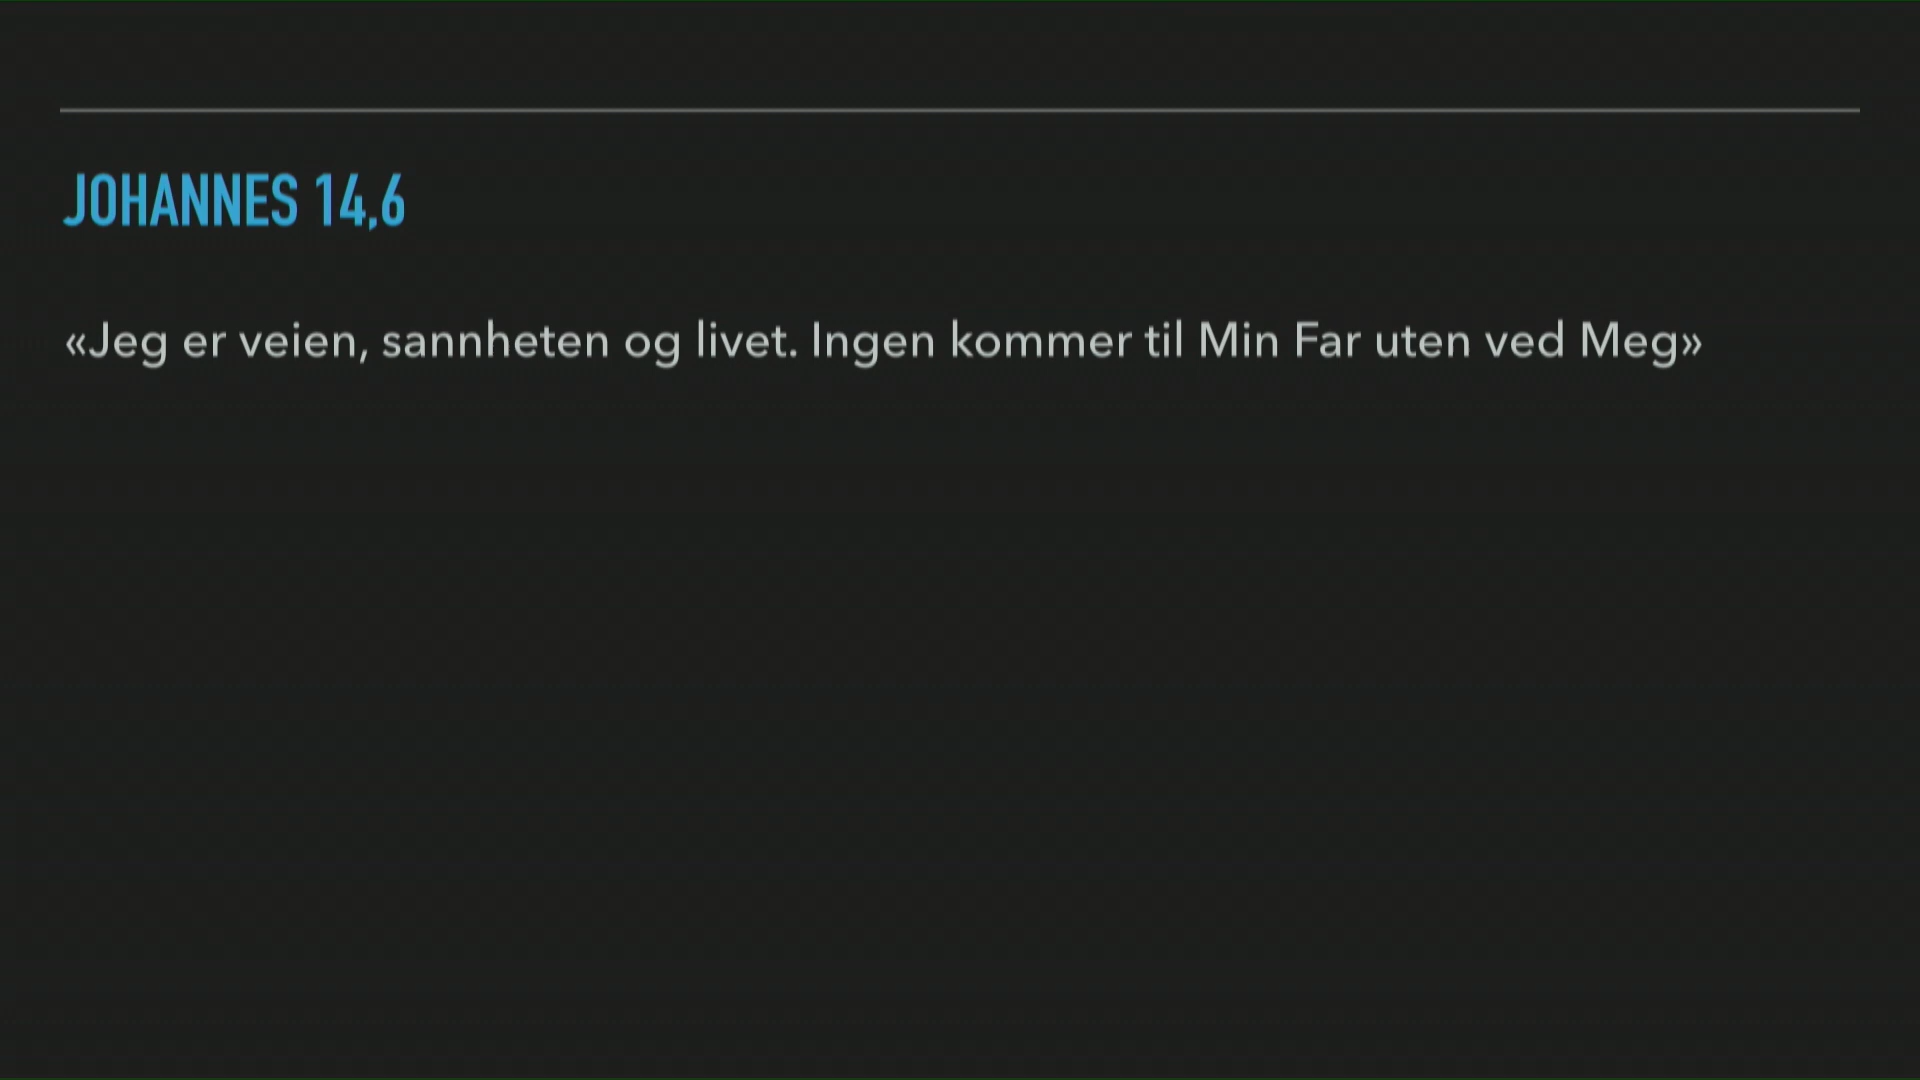 JOHANNES 14,6
«Jeg er veien, sannheten og livet. Ingen kommer til Min Far uten ved Meg»